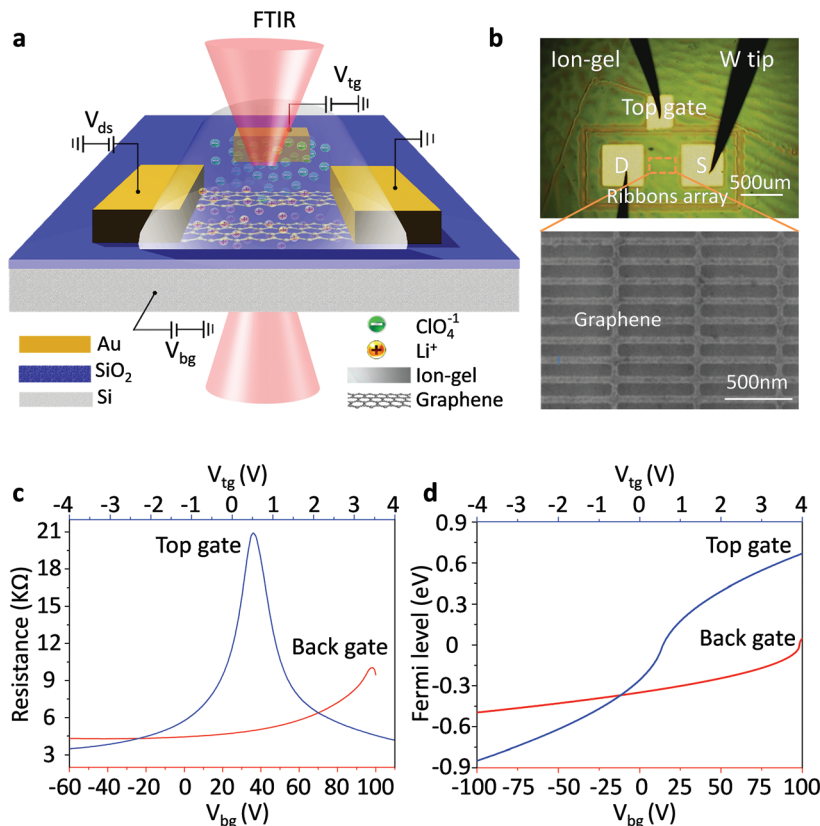 a
FTIR
V_tg
V_ds
V_bg
Au
SiO₂
Si
ClO₄⁻¹
Li⁺
Ion-gel
Graphene
b
Ion-gel
W tip
Top gate
D
S
500um
Ribbons array
Graphene
500nm
c
V_tg (V)
-4 -3 -2 -1 0 1 2 3 4
21
18
15
12
9
6
3
Resistance (KΩ)
Top gate
Back gate
-60 -40 -20 0 20 40 60 80 100
V_bg (V)
d
V_tg (V)
-4 -3 -2 -1 0 1 2 3 4
0.9
0.6
0.3
0
-0.3
-0.6
-0.9
Fermi level (eV)
Top gate
Back gate
-100 -75 -50 -25 0 25 50 75 100
V_bg (V)